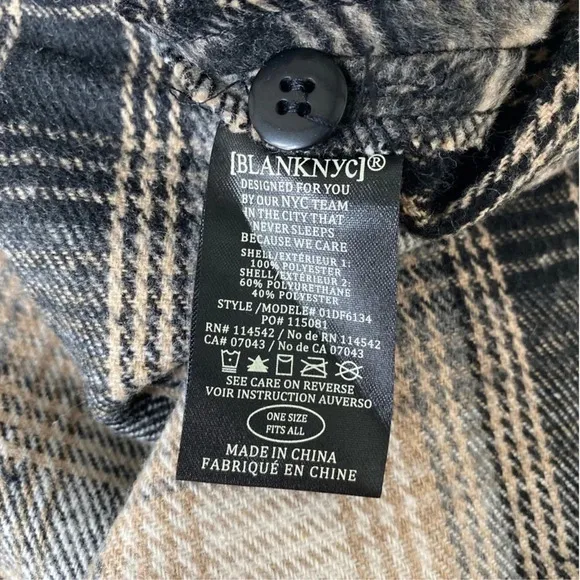 [BLANKNYC]®
DESIGNED FOR YOU
BY OUR NYC TEAM
IN THE CITY THAT
NEVER SLEEPS
BECAUSE WE CARE
SHELL/EXTÉRIEUR 1:
100% POLYESTER
SHELL/EXTÉRIEUR 2:
60% POLYURETHANE
40% POLYESTER
STYLE /MODELE# 01DF6134
PO# 115081
RN# 114542 / No de RN 114542
CA# 07043 / No de CA 07043
SEE CARE ON REVERSE
VOIR INSTRUCTION AUVERSO
ONE SIZE
FITS ALL
MADE IN CHINA
FABRIQUÉ EN CHINE